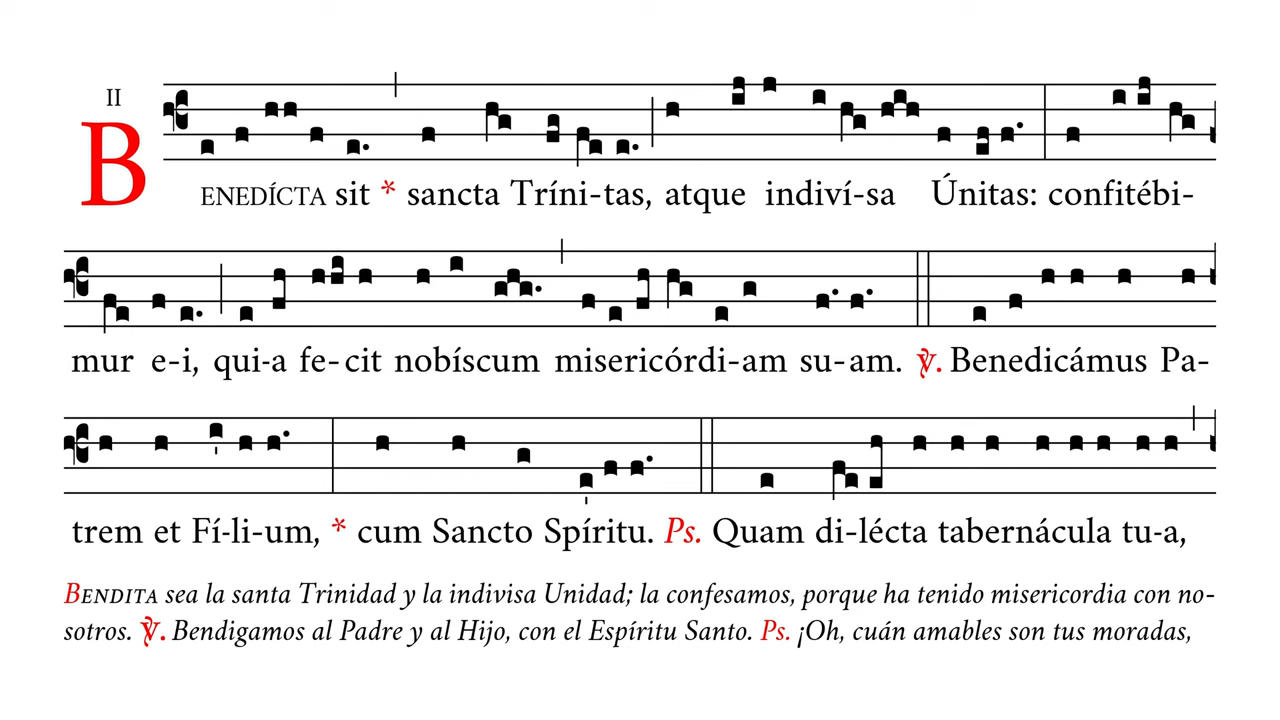 II
BENEDÍCTA sit * sancta Tríni-tas, atque indiví-sa Únitas: confitébi-
mur e-i, qui-a fe-cit nobíscum misericórdi-am su-am. ℣. Benedicámus Pa-
trem et Fí-li-um, * cum Sancto Spíritu. Ps. Quam di-lécta tabernácula tu-a,
BENDITA sea la santa Trinidad y la indivisa Unidad; la confesamos, porque ha tenido misericordia con no-
sotros. ℣. Bendigamos al Padre y al Hijo, con el Espíritu Santo. Ps. ¡Oh, cuán amables son tus moradas,